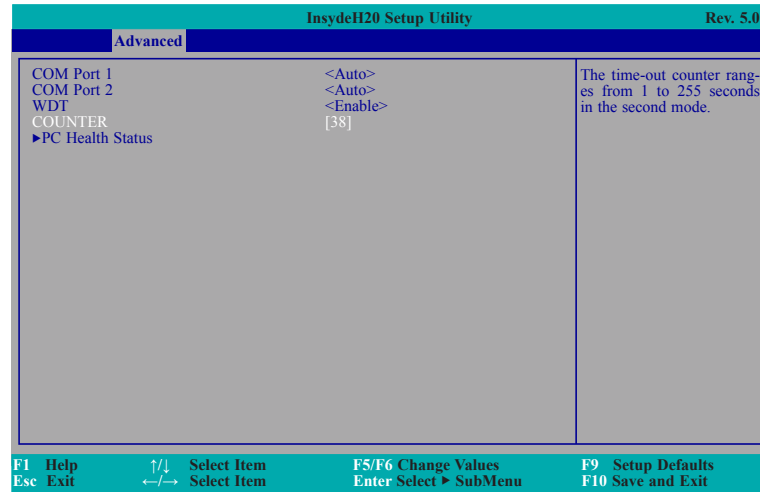 InsydeH20 Setup Utility Rev. 5.0
Advanced
COM Port 1 <Auto>
COM Port 2 <Auto>
WDT <Enable>
COUNTER [38]
►PC Health Status
The time-out counter rang-
es from 1 to 255 seconds
in the second mode.
F1 Help ↑/↓ Select Item F5/F6 Change Values F9 Setup Defaults
Esc Exit ←/→ Select Item Enter Select ► SubMenu F10 Save and Exit